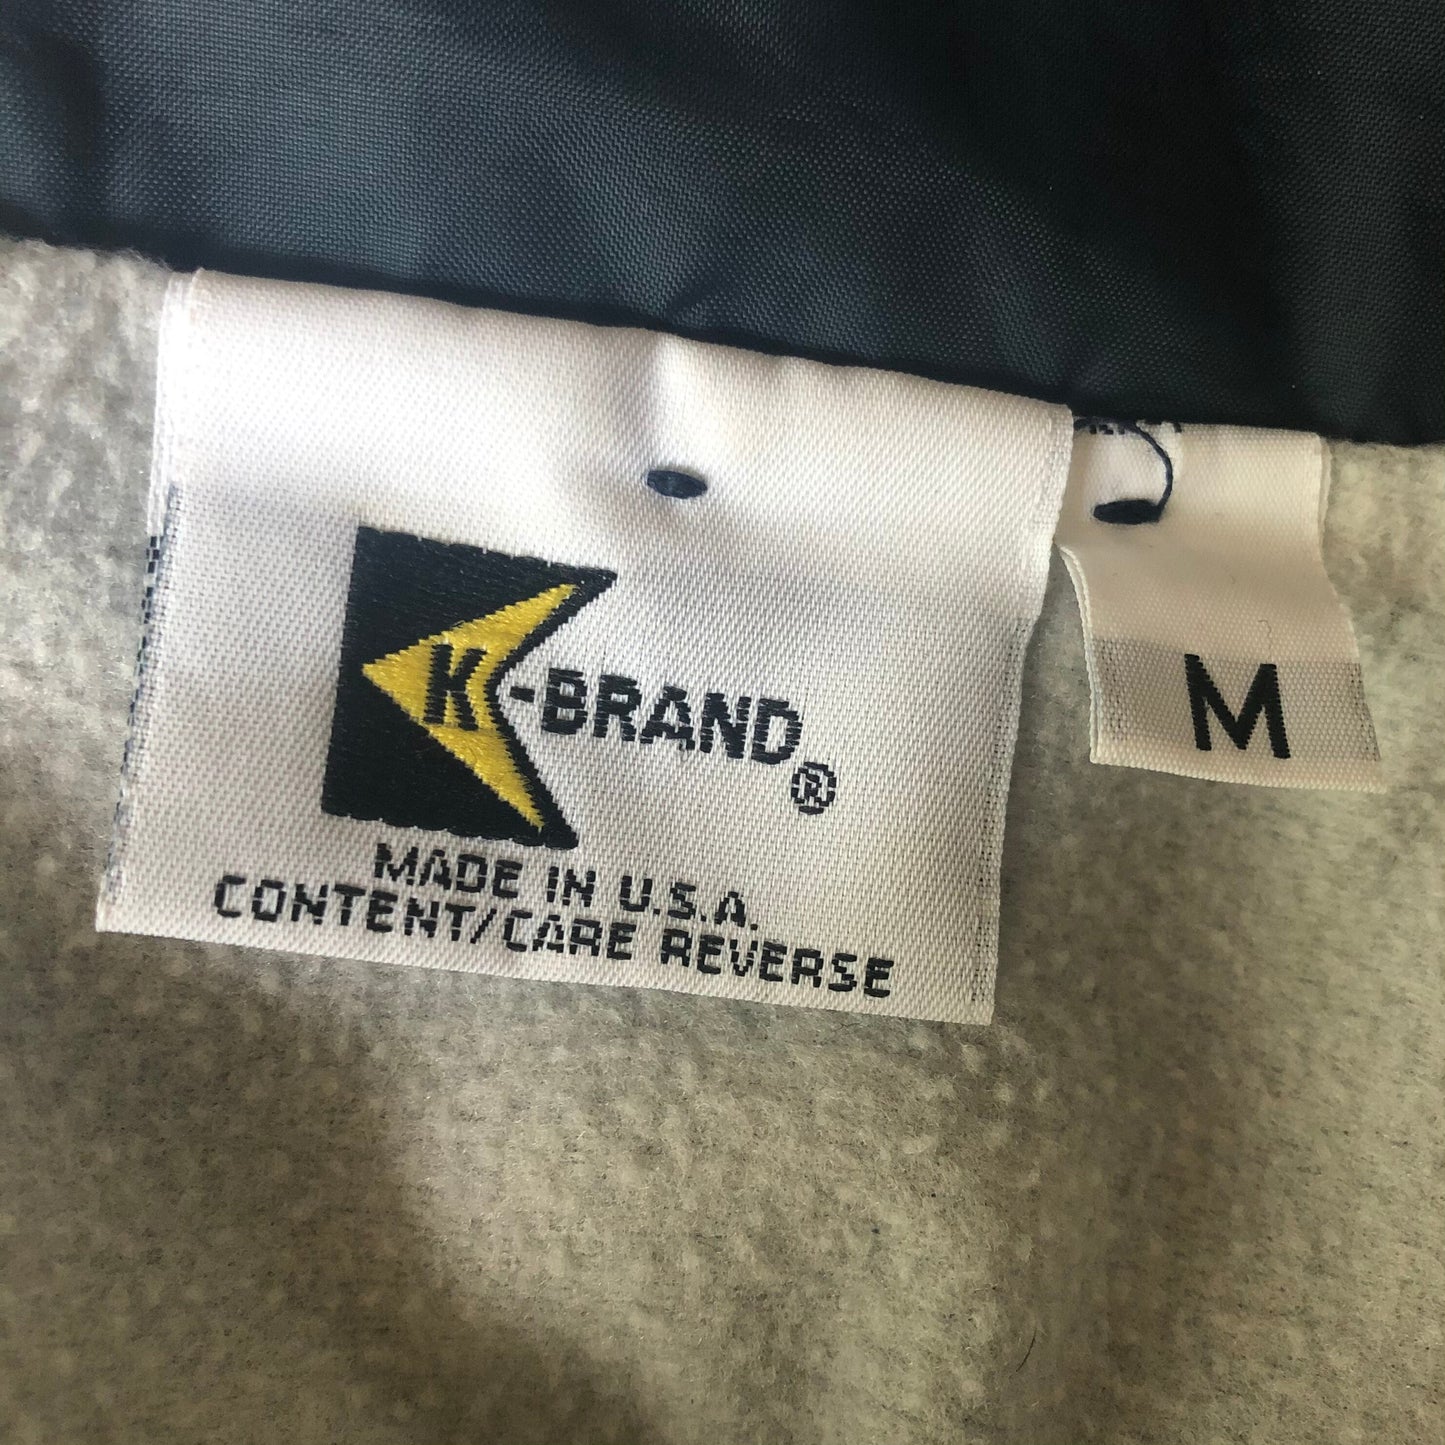 K-BRAND®
MADE IN U.S.A.
CONTENT/CARE REVERSE
M